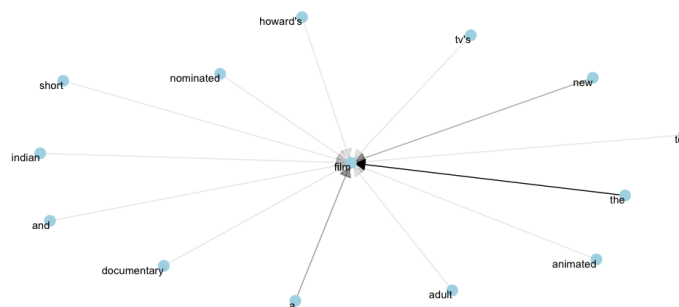 howard's
tv's
nominated
new
short
film
indian
the
and
documentary
animated
adult
a